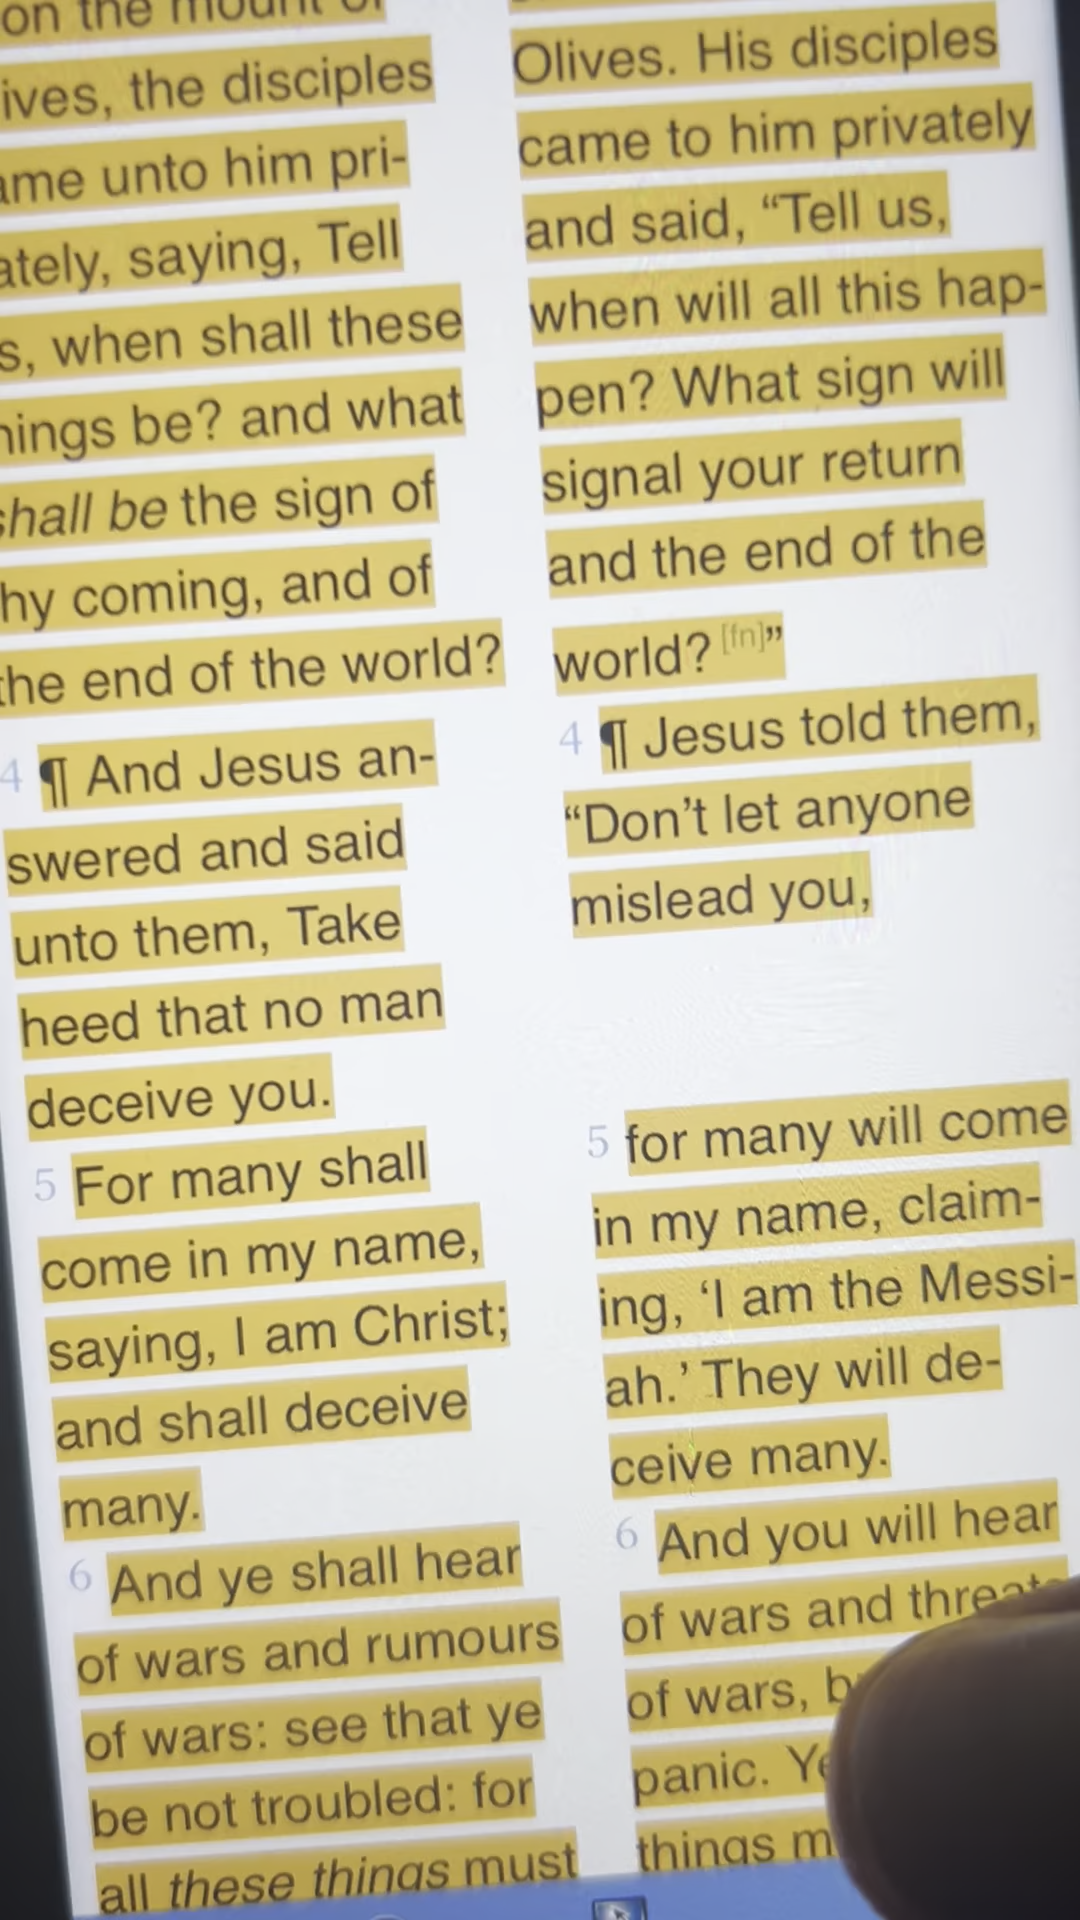 on the mount of
ives, the disciples
ame unto him pri-
ately, saying, Tell
s, when shall these
hings be? and what
shall be the sign of
hy coming, and of
the end of the world?
4 ¶ And Jesus an-
swered and said
unto them, Take
heed that no man
deceive you.
5 For many shall
come in my name,
saying, I am Christ;
and shall deceive
many.
6 And ye shall hear
of wars and rumours
of wars: see that ye
be not troubled: for
all these things must
Olives. His disciples
came to him privately
and said, “Tell us,
when will all this hap-
pen? What sign will
signal your return
and the end of the
world? [fn]”
4 ¶ Jesus told them,
“Don’t let anyone
mislead you,
5 for many will come
in my name, claim-
ing, ‘I am the Messi-
ah.’ They will de-
ceive many.
6 And you will hear
of wars and threats
of wars, b
panic. Ye
things m